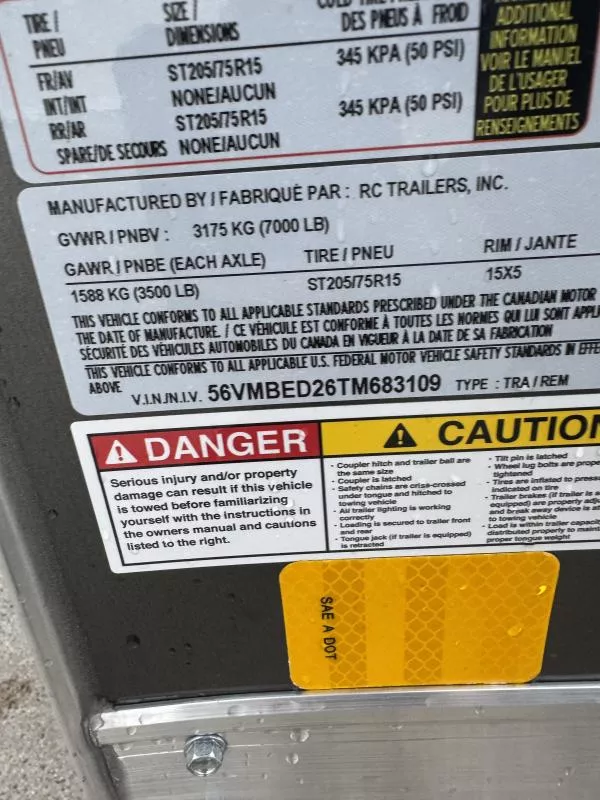 TIRE / SIZE / COLD TIRE
PNEU DIMENSIONS DES PNEUS À FROID
FR/AV ST205/75R15 345 KPA (50 PSI)
INT/INT NONE/AUCUN
RR/AR ST205/75R15 345 KPA (50 PSI)
SPARE/DE SECOURS NONE/AUCUN
ADDITIONAL
INFORMATION
VOIR LE MANUEL
DE L'USAGER
POUR PLUS DE
RENSEIGNEMENTS
MANUFACTURED BY / FABRIQUÉ PAR : RC TRAILERS, INC.
GVWR / PNBV : 3175 KG (7000 LB)
GAWR / PNBE (EACH AXLE) TIRE / PNEU RIM / JANTE
1588 KG (3500 LB) ST205/75R15 15X5
THIS VEHICLE CONFORMS TO ALL APPLICABLE STANDARDS PRESCRIBED UNDER THE CANADIAN MOTOR
THE DATE OF MANUFACTURE. / CE VÉHICULE EST CONFORME À TOUTES LES NORMES QUI LUI SONT
SÉCURITÉ DES VÉHICULES AUTOMOBILES DU CANADA EN VIGUEUR À LA DATE DE SA FABRICATION
THIS VEHICLE CONFORMS TO ALL APPLICABLE U.S. FEDERAL MOTOR VEHICLE SAFETY STANDARDS IN
ABOVE V.I.N./N.I.V. 56VMBED26TM683109 TYPE : TRA / REM
DANGER
Serious injury and/or property
damage can result if this vehicle
is towed before familiarizing
yourself with the instructions in
the owners manual and cautions
listed to the right.
CAUTION
· Coupler hitch and trailer ball are
the same size
· Coupler is latched
· Safety chains are criss-crossed
under tongue and hitched to
towing vehicle
· All trailer lighting is working
correctly
· Loading is secured to trailer front
and rear
· Tongue jack (if trailer is equipped)
is retracted
· Tilt pin is latched
· Wheel lug bolts are
tightened
· Tires are inflated to
indicated on tire
· Trailer brakes (if trailer is
equipped) are properly
and break away device is
to towing vehicle
· Load is within trailer
distributed properly to
proper tongue weight
SAE A DOT